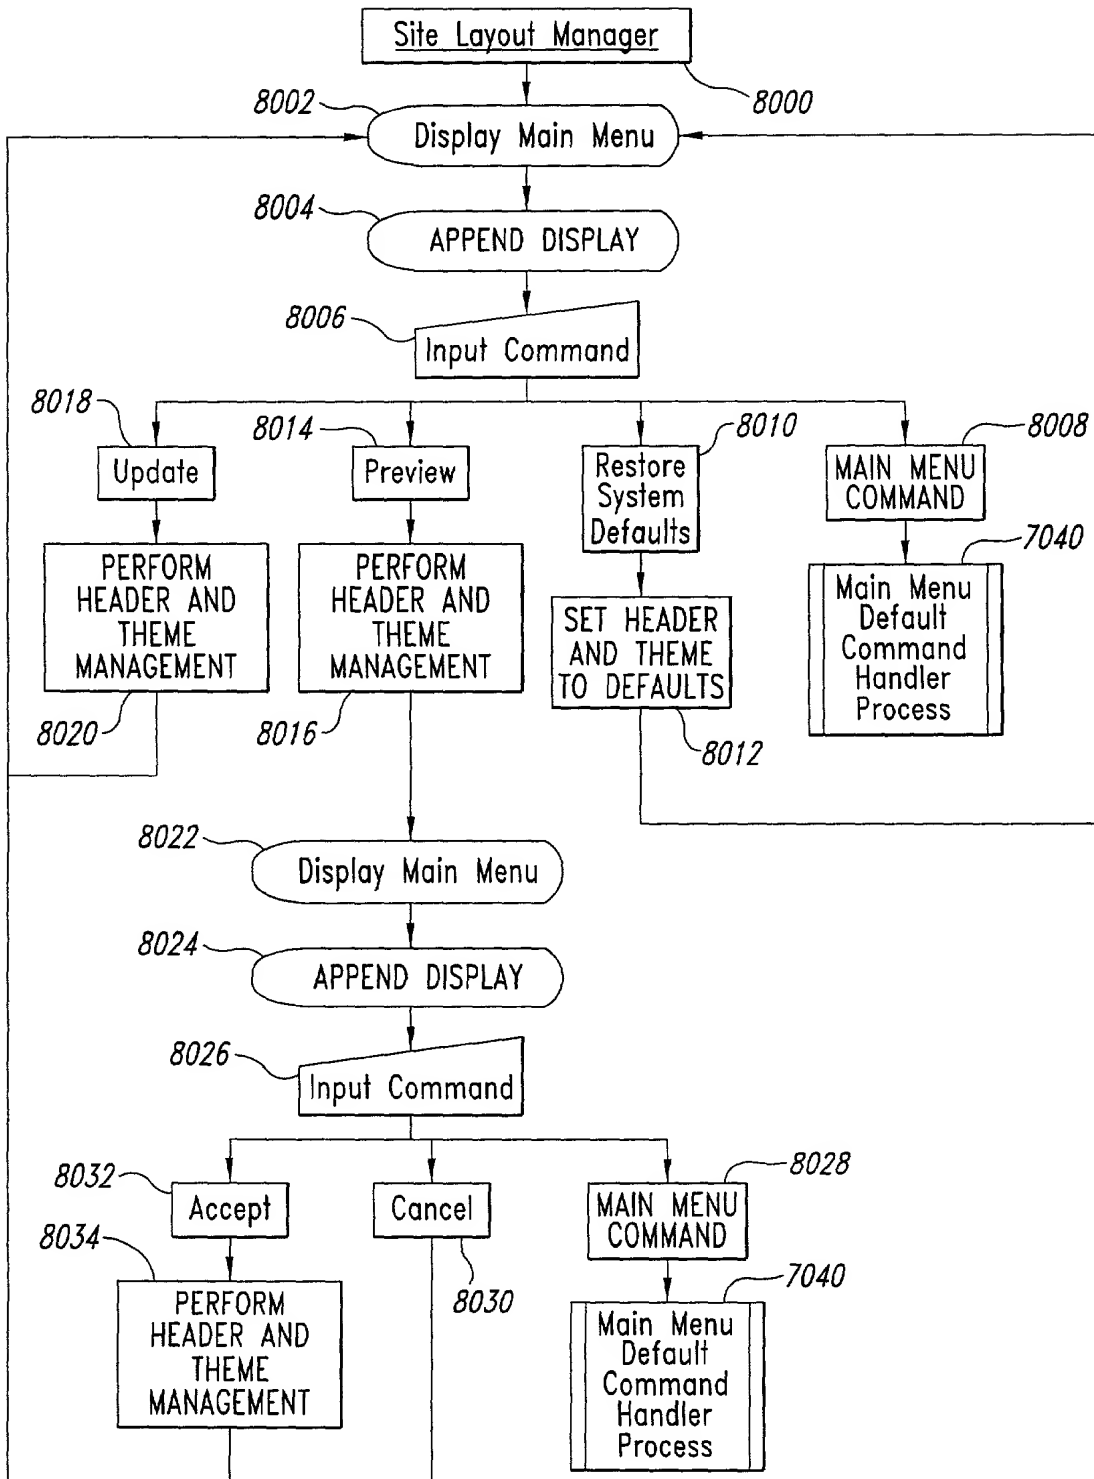 Site Layout Manager
8000
8002
Display Main Menu
8004
APPEND DISPLAY
8006
Input Command
8018
Update
8014
Preview
8010
Restore
System
Defaults
8008
MAIN MENU
COMMAND
PERFORM
HEADER AND
THEME
MANAGEMENT
8020
PERFORM
HEADER AND
THEME
MANAGEMENT
8016
SET HEADER
AND THEME
TO DEFAULTS
8012
7040
Main Menu
Default
Command
Handler
Process
8022
Display Main Menu
8024
APPEND DISPLAY
8026
Input Command
8032
Accept
Cancel
8030
8028
MAIN MENU
COMMAND
8034
PERFORM
HEADER AND
THEME
MANAGEMENT
7040
Main Menu
Default
Command
Handler
Process